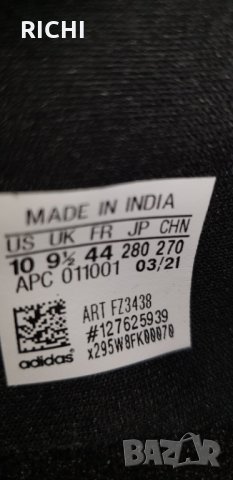 RICHI
MADE IN INDIA
US UK FR JP CHN
10 9½ 44 280 270
APC 011001 03/21
ART FZ3438
#127625939
x295W8FK00070
adidas
BAZAR